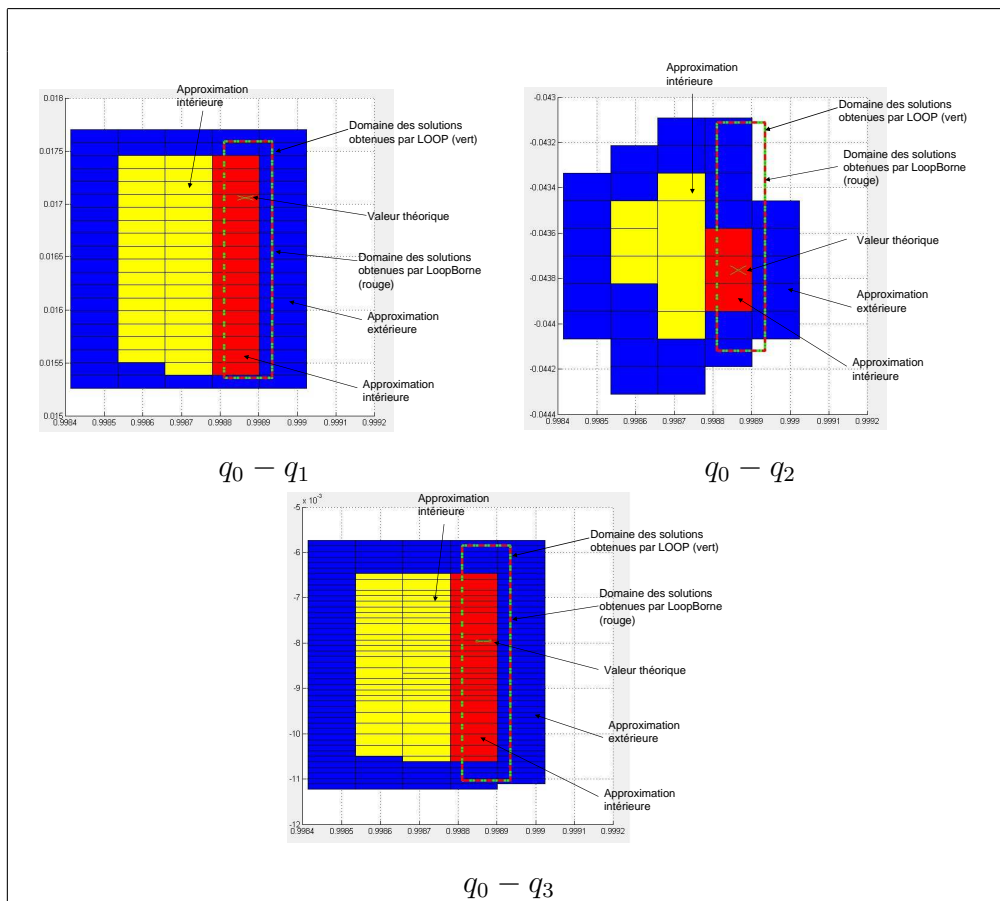 Approximation
intérieure
0.018
0.0175
0.017
0.0165
0.016
0.0155
0.015
0.9984 0.9985 0.9986 0.9987 0.9988 0.9989 0.999 0.9991 0.9992
Domaine des solutions
obtenues par LOOP (vert)
Valeur théorique
Domaine des solutions
obtenues par LoopBorne
(rouge)
Approximation
extérieure
Approximation
intérieure
q0 − q1
Approximation
intérieure
-0.043
-0.0432
-0.0434
-0.0436
-0.0438
-0.044
-0.0442
-0.0444
0.9984 0.9985 0.9986 0.9987 0.9988 0.9989 0.999 0.9991 0.9992
Domaine des solutions
obtenues par LOOP (vert)
Domaine des solutions
obtenues par LoopBorne
(rouge)
Valeur théorique
Approximation
extérieure
Approximation
intérieure
q0 − q2
Approximation
intérieure
x 10^-3
-5
-6
-7
-8
-9
-10
-11
-12
0.9984 0.9985 0.9986 0.9987 0.9988 0.9989 0.999 0.9991 0.9992
Domaine des solutions
obtenues par LOOP (vert)
Domaine des solutions
obtenues par LoopBorne
(rouge)
Valeur théorique
Approximation
extérieure
Approximation
intérieure
q0 − q3